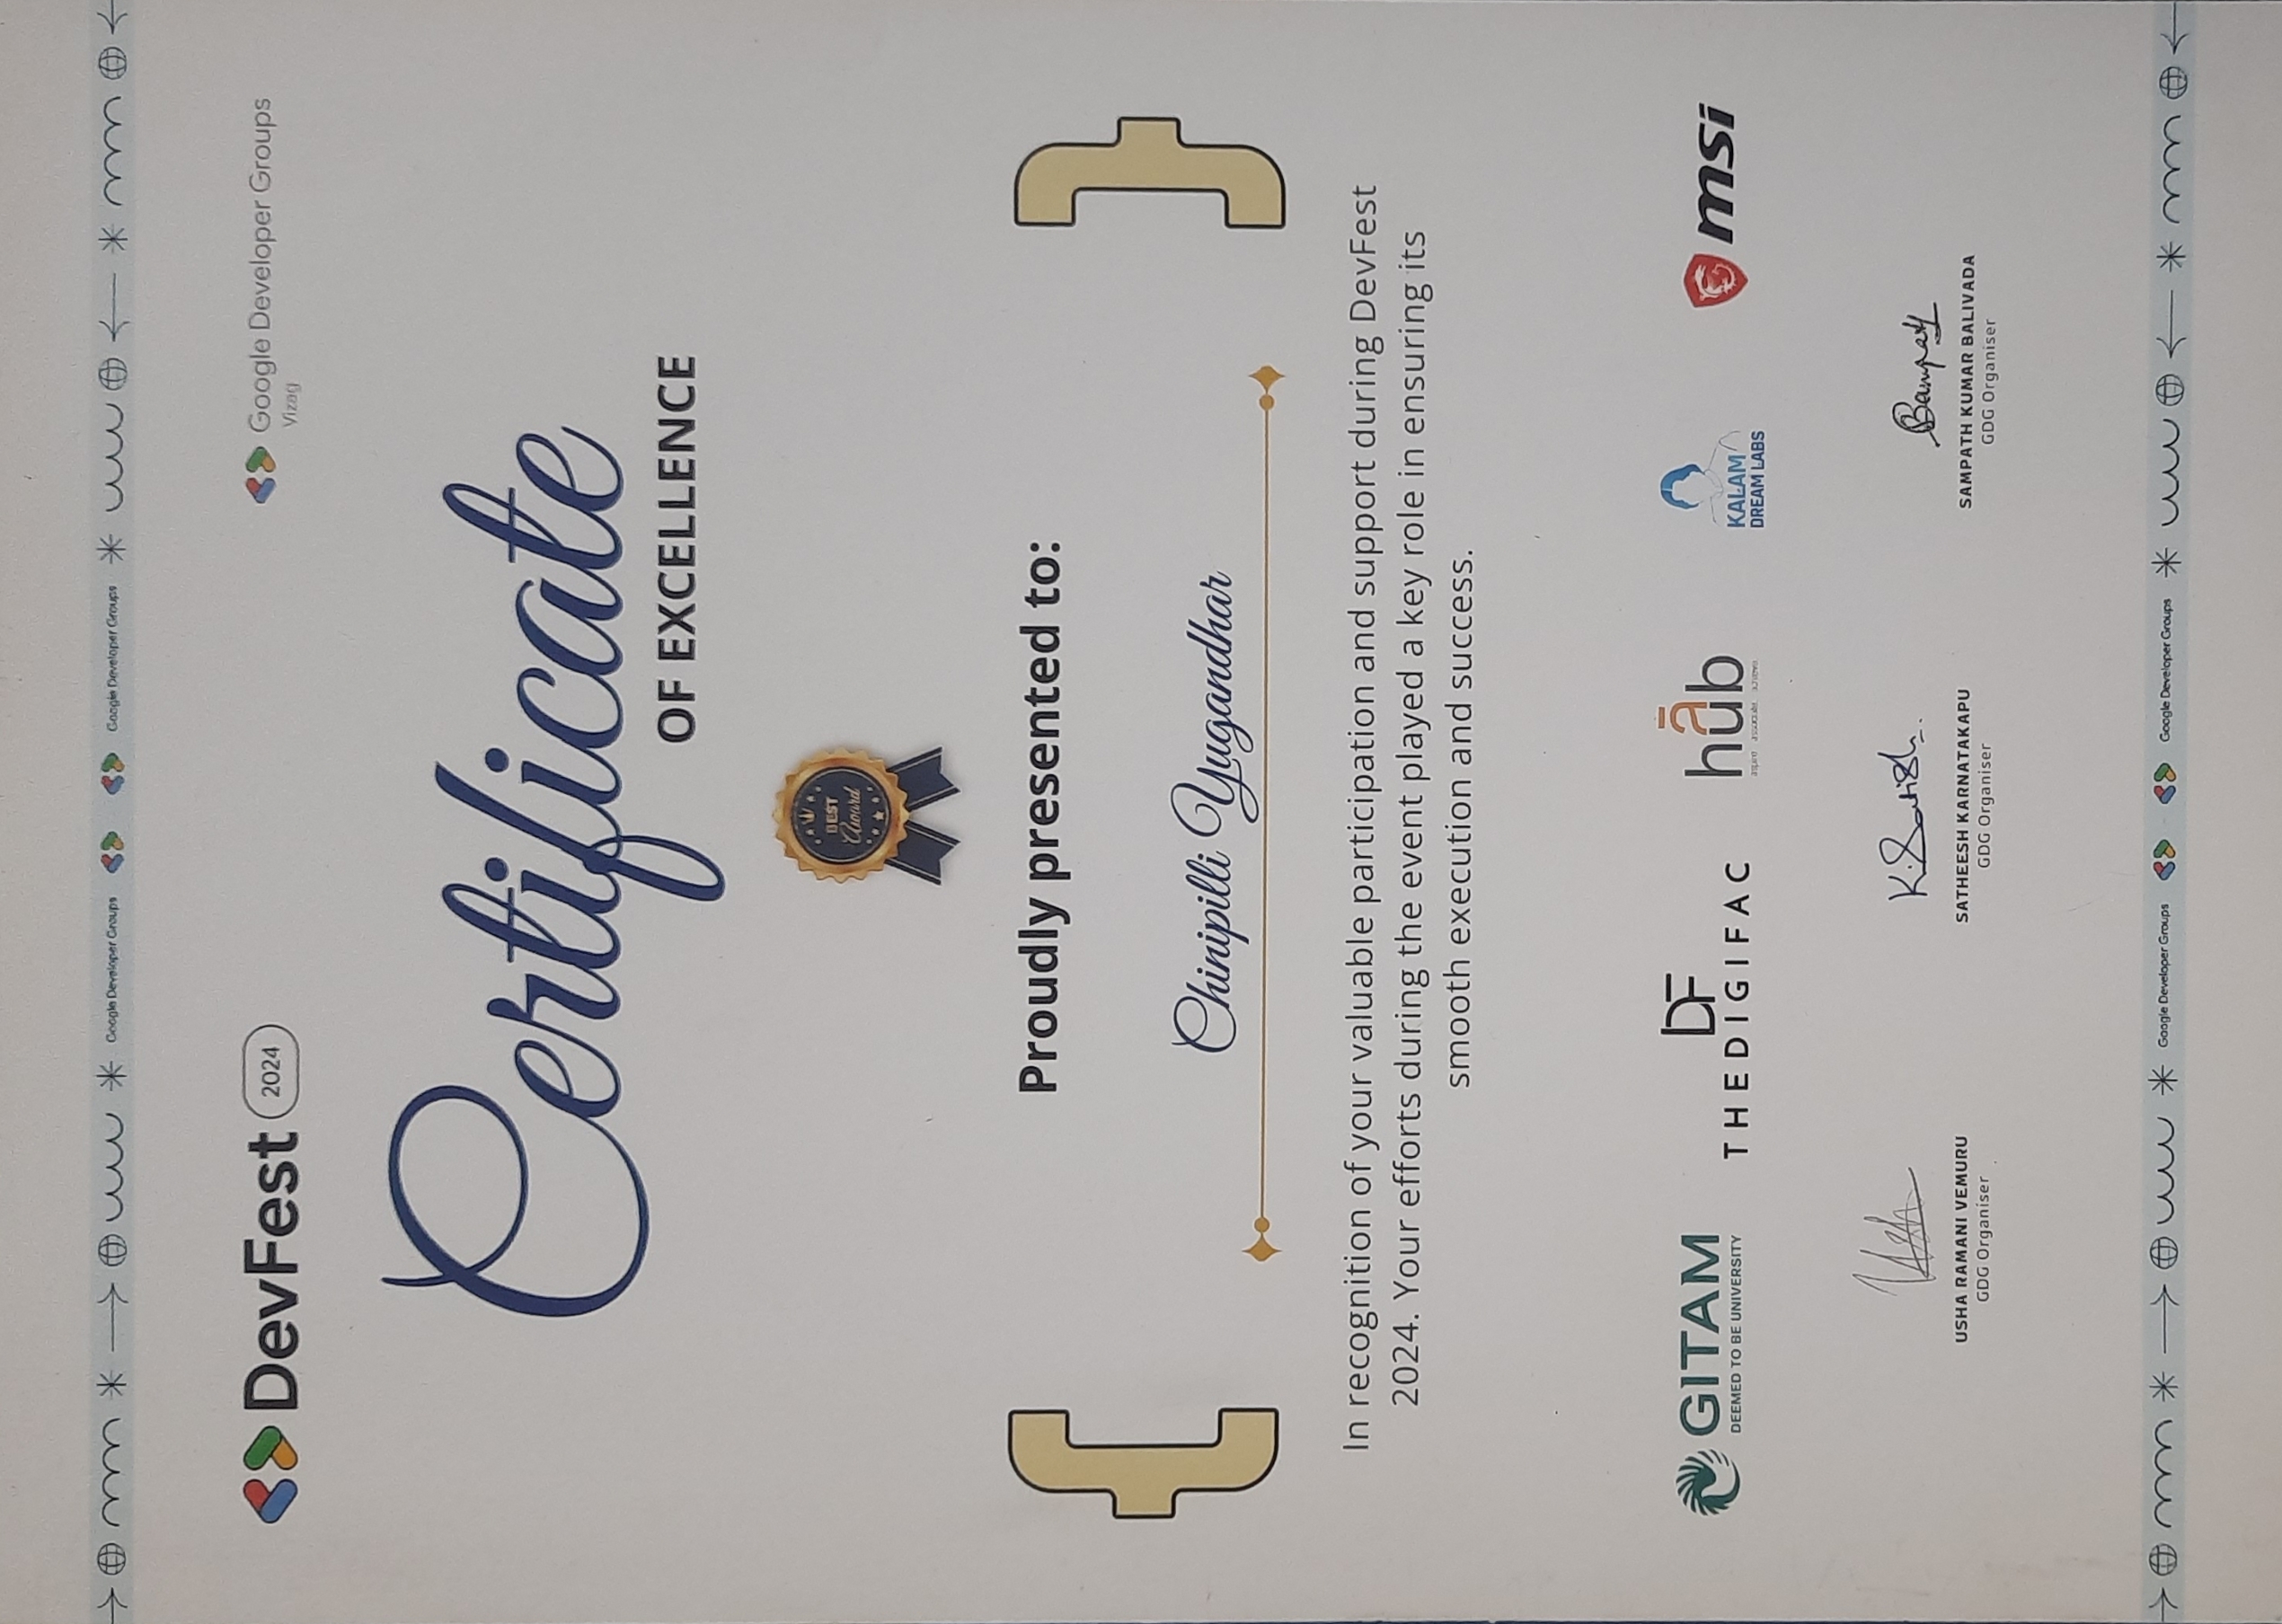 Google Developer Groups Google Developer Groups
DevFest 2024
Google Developer Groups
Vizag
Certificate
OF EXCELLENCE
BEST
Award
Proudly presented to:
Chinipilli Yugandhar
In recognition of your valuable participation and support during DevFest
2024. Your efforts during the event played a key role in ensuring its
smooth execution and success.
GITAM
DEEMED TO BE UNIVERSITY
DF
THEDIGIFAC
hāub
aspire associate achieve
KALAM
DREAM LABS
msi
K. Satish
USHA RAMANI VEMURU
GDG Organiser
SATHEESH KARNATAKAPU
GDG Organiser
SAMPATH KUMAR BALIVADA
GDG Organiser
Google Developer Groups Google Developer Groups